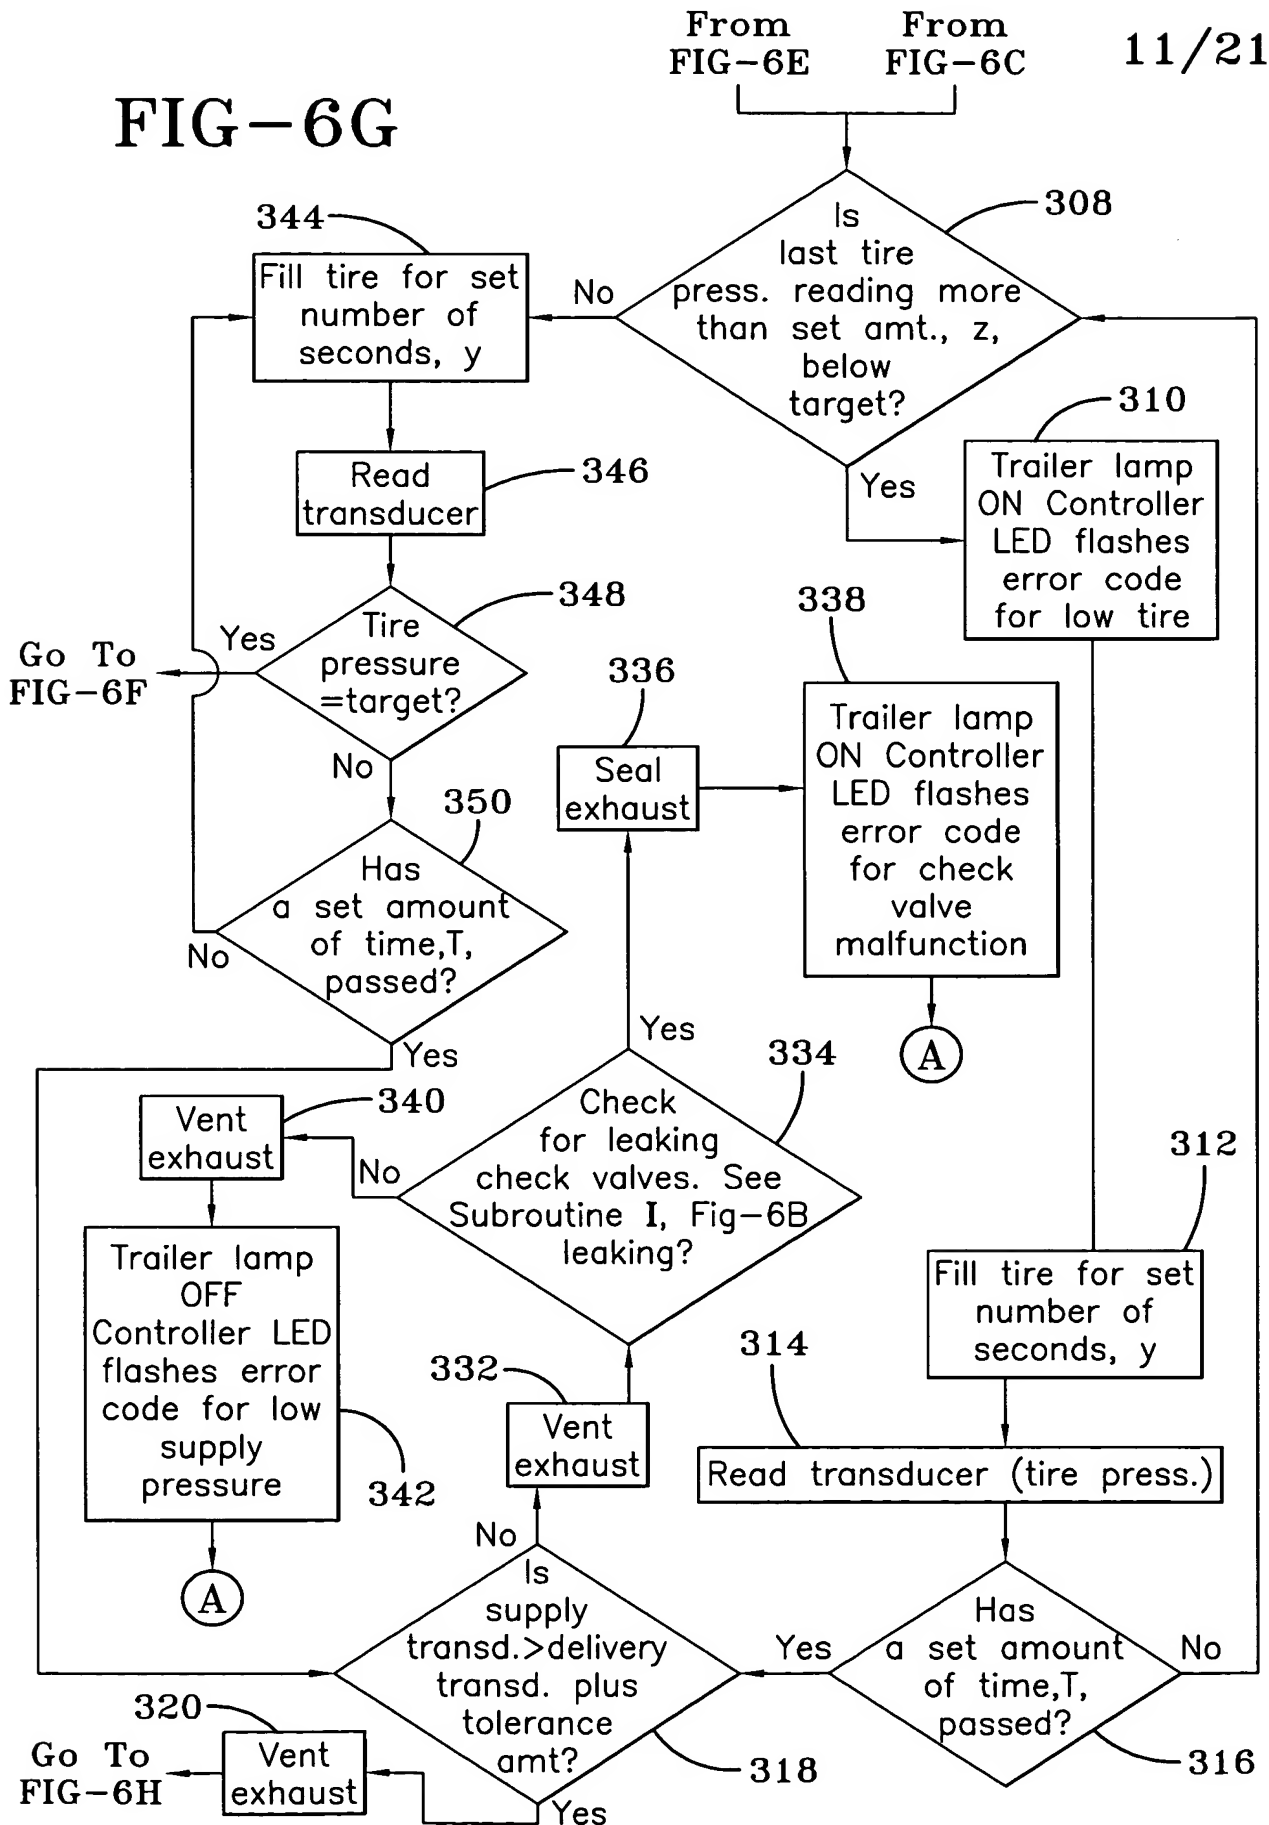 From
FIG-6E
From
FIG-6C
11/21
FIG-6G
308
Is
last tire
press. reading more
than set amt., z,
below
target?
No
Yes
344
Fill tire for set
number of
seconds, y
346
Read
transducer
348
Tire
pressure
=target?
Yes
Go To
FIG-6F
No
350
Has
a set amount
of time,T,
passed?
No
Yes
310
Trailer lamp
ON Controller
LED flashes
error code
for low tire
336
Seal
exhaust
338
Trailer lamp
ON Controller
LED flashes
error code
for check
valve
malfunction
A
334
Check
for leaking
check valves. See
Subroutine I, Fig-6B
leaking?
Yes
No
340
Vent
exhaust
Trailer lamp
OFF
Controller LED
flashes error
code for low
supply
pressure
342
A
312
Fill tire for set
number of
seconds, y
314
Read transducer (tire press.)
332
Vent
exhaust
No
Is
supply
transd.>delivery
transd. plus
tolerance
amt?
318
Yes
Has
a set amount
of time,T,
passed?
316
Yes
No
320
Vent
exhaust
Go To
FIG-6H